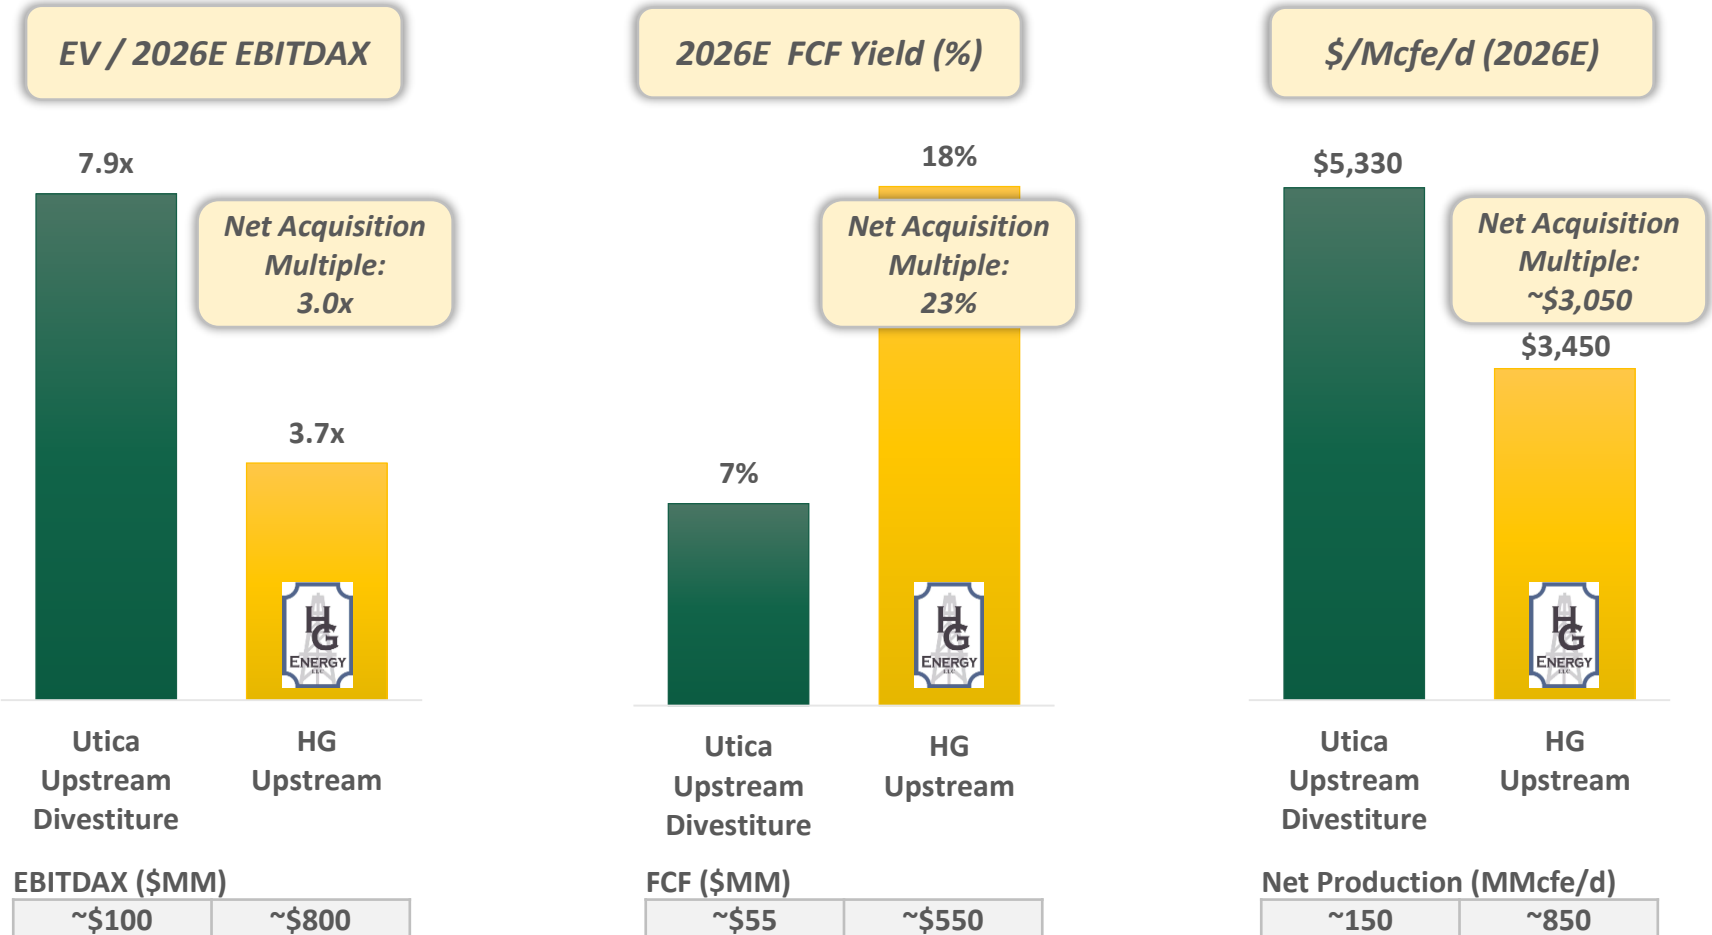 EV / 2026E EBITDAX
7.9x
Net Acquisition
Multiple:
3.0x
3.7x
HG
ENERGY
LLC
Utica
Upstream
Divestiture
HG
Upstream
EBITDAX ($MM)
~$100 ~$800
2026E FCF Yield (%)
18%
Net Acquisition
Multiple:
23%
7%
HG
ENERGY
LLC
Utica
Upstream
Divestiture
HG
Upstream
FCF ($MM)
~$55 ~$550
$/Mcfe/d (2026E)
$5,330
Net Acquisition
Multiple:
~$3,050
$3,450
HG
ENERGY
LLC
Utica
Upstream
Divestiture
HG
Upstream
Net Production (MMcfe/d)
~150 ~850